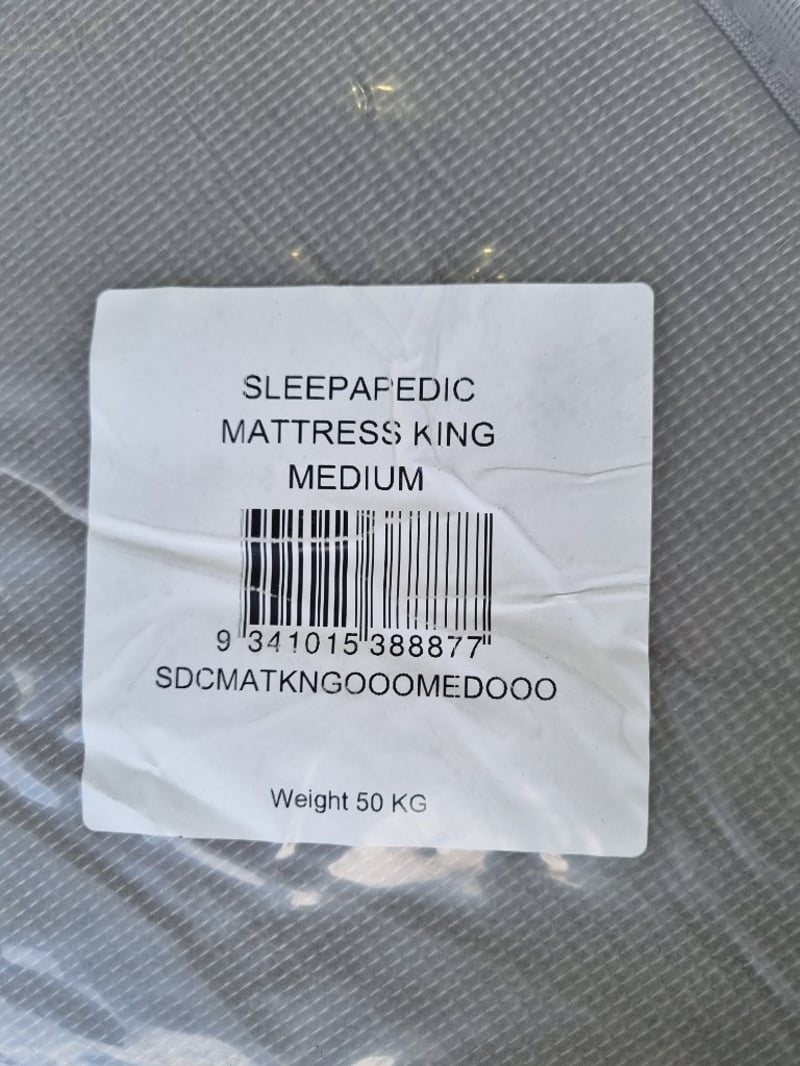 SLEEPAPEDIC
MATTRESS KING
MEDIUM
9 341015 388877
SDCMATKNGOOOMEDOOO
Weight 50 KG